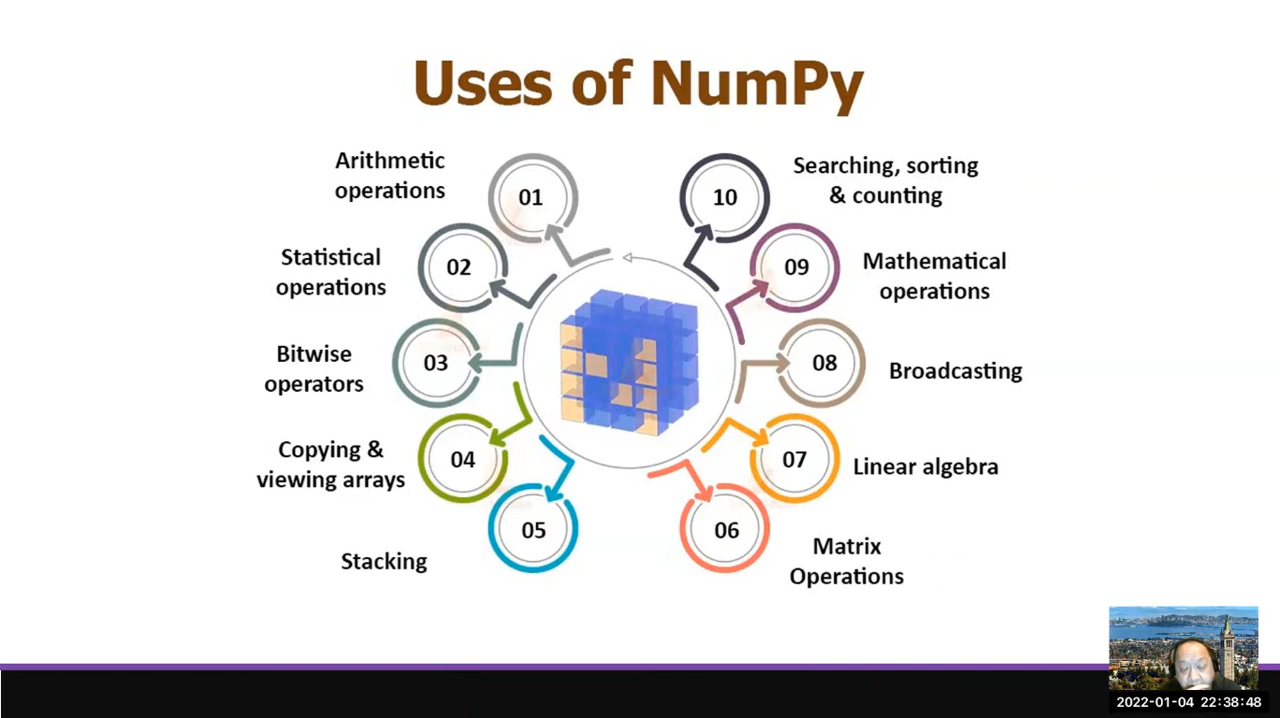 Uses of NumPy
Arithmetic
operations
01
Statistical
operations
02
Bitwise
operators
03
Copying &
viewing arrays
04
Stacking
05
Matrix
Operations
06
Linear algebra
07
Broadcasting
08
Mathematical
operations
09
Searching, sorting
& counting
10
2022-01-04 22:38:48